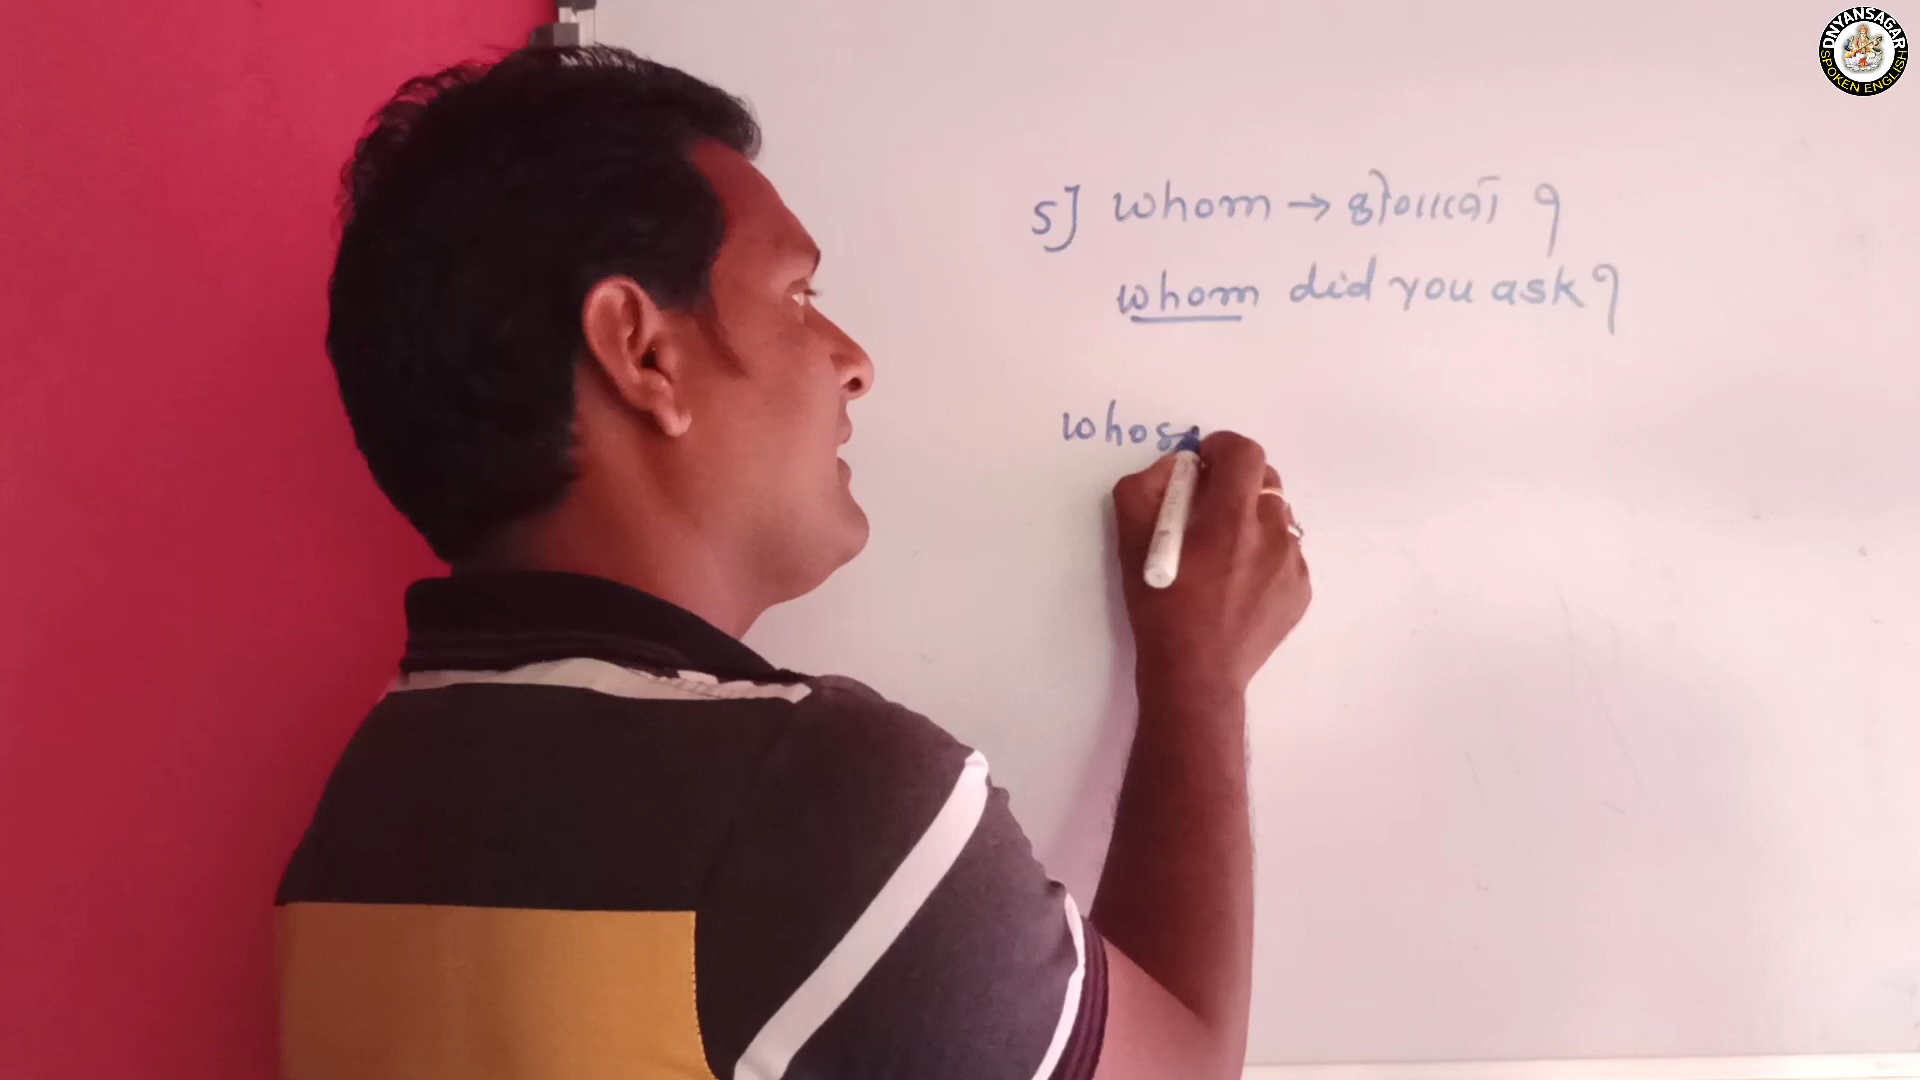 5] whom → कोणाला ?
whom did you ask ?
whos
DNYANSAGAR
SPOKEN ENGLISH